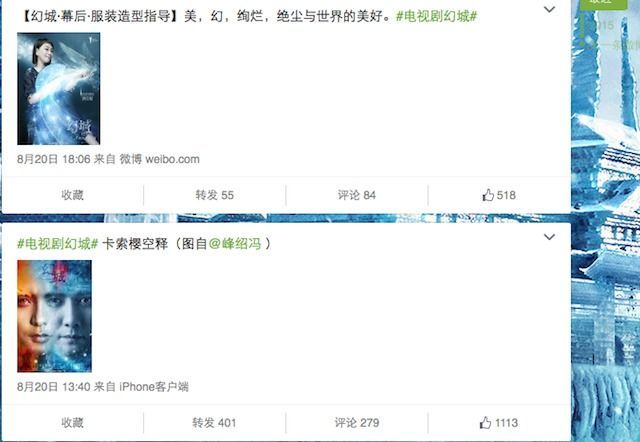 【幻城·幕后·服装造型指导】美，幻，绚烂，绝尘与世界的美好。#电视剧幻城#
幻城
8月20日 18:06 来自 微博 weibo.com
收藏
转发 55
评论 84
518
#电视剧幻城# 卡索樱空释（图自@峰绍冯 ）
8月20日 13:40 来自 iPhone客户端
收藏
转发 401
评论 279
1113
2015